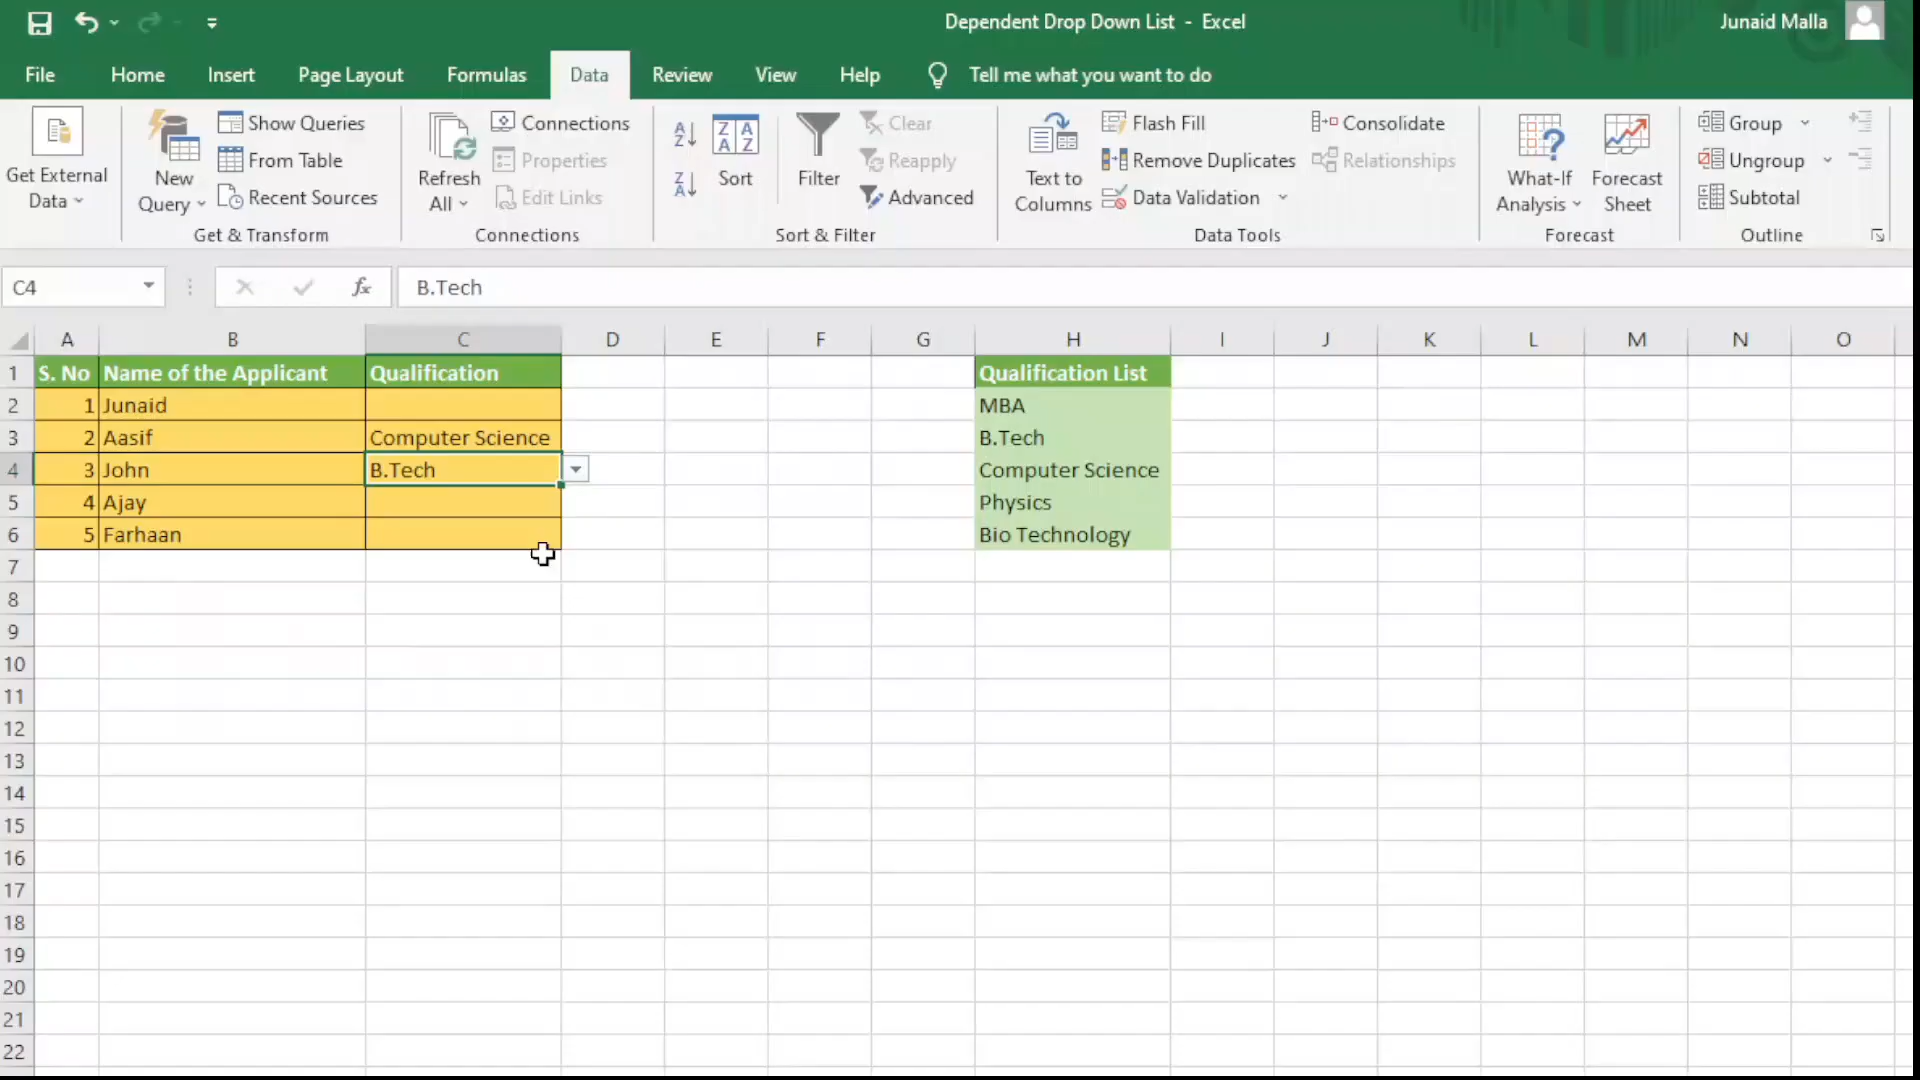 Dependent Drop Down List - Excel
Junaid Malla
File Home Insert Page Layout Formulas Data Review View Help Tell me what you want to do
Get External Data
New Query
Show Queries
From Table
Recent Sources
Get & Transform
Refresh All
Connections
Properties
Edit Links
Connections
Sort
Filter
Clear
Reapply
Advanced
Sort & Filter
Text to Columns
Flash Fill
Remove Duplicates
Data Validation
Consolidate
Relationships
Data Tools
What-If Analysis
Forecast Sheet
Forecast
Group
Ungroup
Subtotal
Outline
C4 fx B.Tech
A B C D E F G H I J K L M N O
1 S. No Name of the Applicant Qualification Qualification List
2 1 Junaid MBA
3 2 Aasif Computer Science B.Tech
4 3 John B.Tech Computer Science
5 4 Ajay Physics
6 5 Farhaan Bio Technology
7
8
9
10
11
12
13
14
15
16
17
18
19
20
21
22